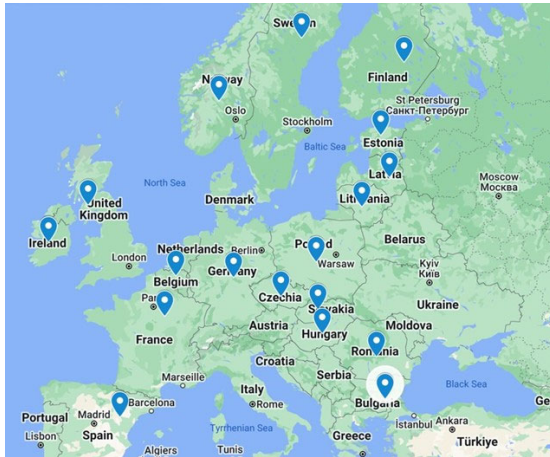 Sweden
Norway
Finland
Oslo
St Petersburg
Санкт-Петербург
Stockholm
Estonia
Baltic Sea
Latvia
Moscow
Москва
North Sea
Lithuania
Denmark
United
Kingdom
Ireland
Belarus
Netherlands
Berlin
Poland
Warsaw
London
Germany
Kyiv
Київ
Belgium
Paris
Czechia
Slovakia
Ukraine
France
Austria
Hungary
Moldova
Croatia
Romania
Serbia
Marseille
Italy
Black Sea
Barcelona
Rome
Bulgaria
Portugal
Madrid
Ge
Lisbon
Spain
Tyrrhenian Sea
İstanbul
Ankara
Greece
Türkiye
Algiers
Tunis